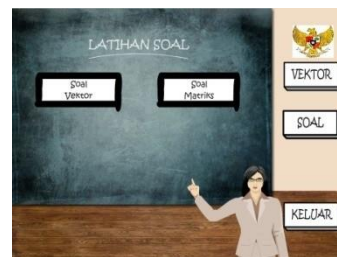 LATIHAN SOAL
Soal
Vektor
Soal
Matriks
VEKTOR
SOAL
KELUAR